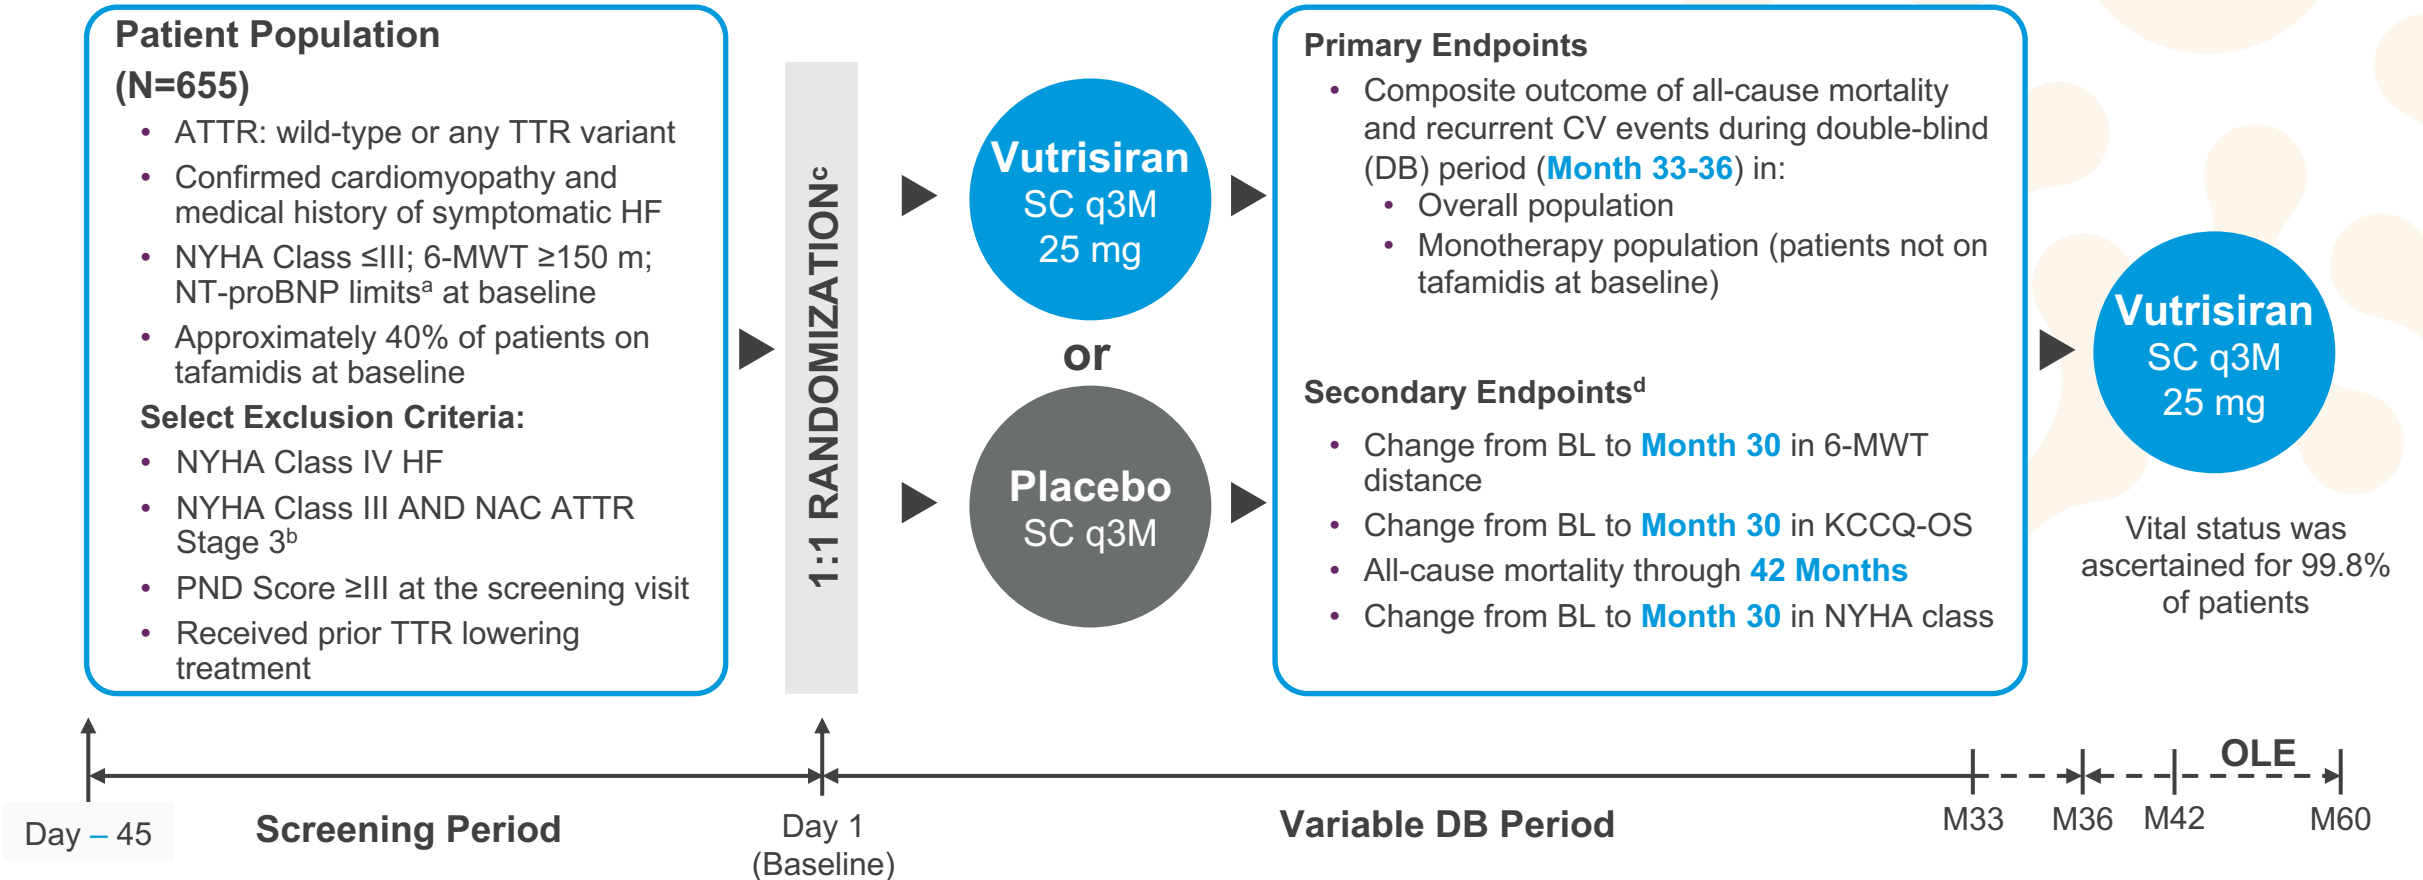 Patient Population
(N=655)
• ATTR: wild-type or any TTR variant
• Confirmed cardiomyopathy and
medical history of symptomatic HF
• NYHA Class ≤III; 6-MWT ≥150 m;
NT-proBNP limitsᵃ at baseline
• Approximately 40% of patients on
tafamidis at baseline
Select Exclusion Criteria:
• NYHA Class IV HF
• NYHA Class III AND NAC ATTR
Stage 3ᵇ
• PND Score ≥III at the screening visit
• Received prior TTR lowering
treatment
1:1 RANDOMIZATIONᶜ
Vutrisiran
SC q3M
25 mg
or
Placebo
SC q3M
Primary Endpoints
• Composite outcome of all-cause mortality
and recurrent CV events during double-blind
(DB) period (Month 33-36) in:
• Overall population
• Monotherapy population (patients not on
tafamidis at baseline)
Secondary Endpointsᵈ
• Change from BL to Month 30 in 6-MWT
distance
• Change from BL to Month 30 in KCCQ-OS
• All-cause mortality through 42 Months
• Change from BL to Month 30 in NYHA class
Vutrisiran
SC q3M
25 mg
Vital status was
ascertained for 99.8%
of patients
OLE
Day – 45
Screening Period
Day 1
(Baseline)
Variable DB Period
M33
M36
M42
M60